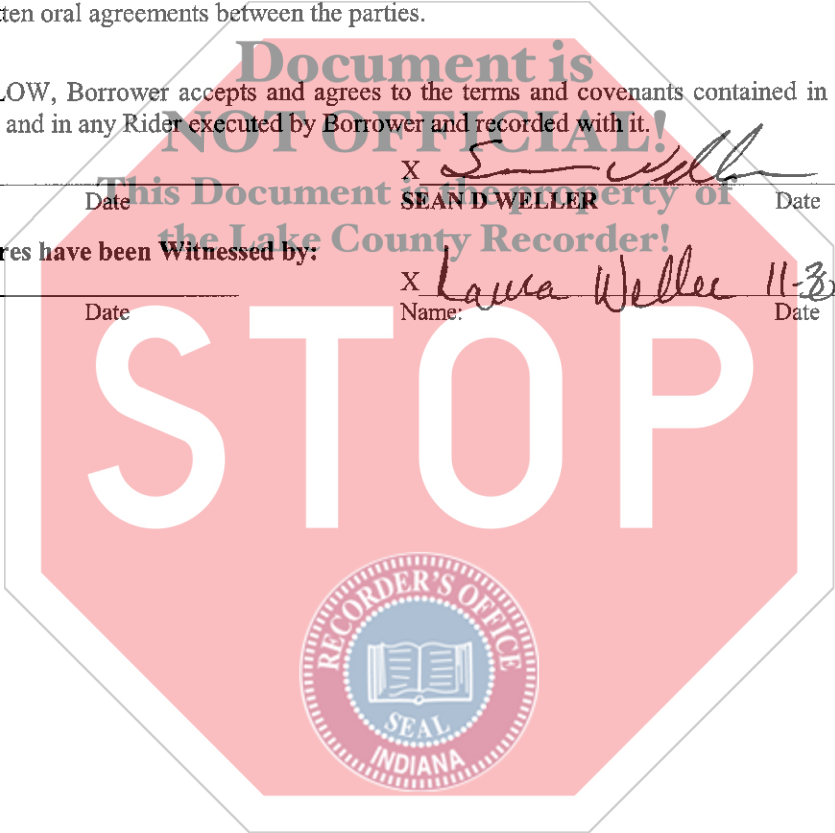 ten oral agreements between the parties.
Document is
LOW, Borrower accepts and agrees to the terms and covenants contained in
and in any Rider executed by Borrower and recorded with it.
NOT OFFICIAL!
X
This Document is the property of
Date SEAN D WELLER Date
the Lake County Recorder!
res have been Witnessed by:
X Laura Weller
Date Name: Date
STOP
RECORDER'S OFFICE
SEAL
INDIANA